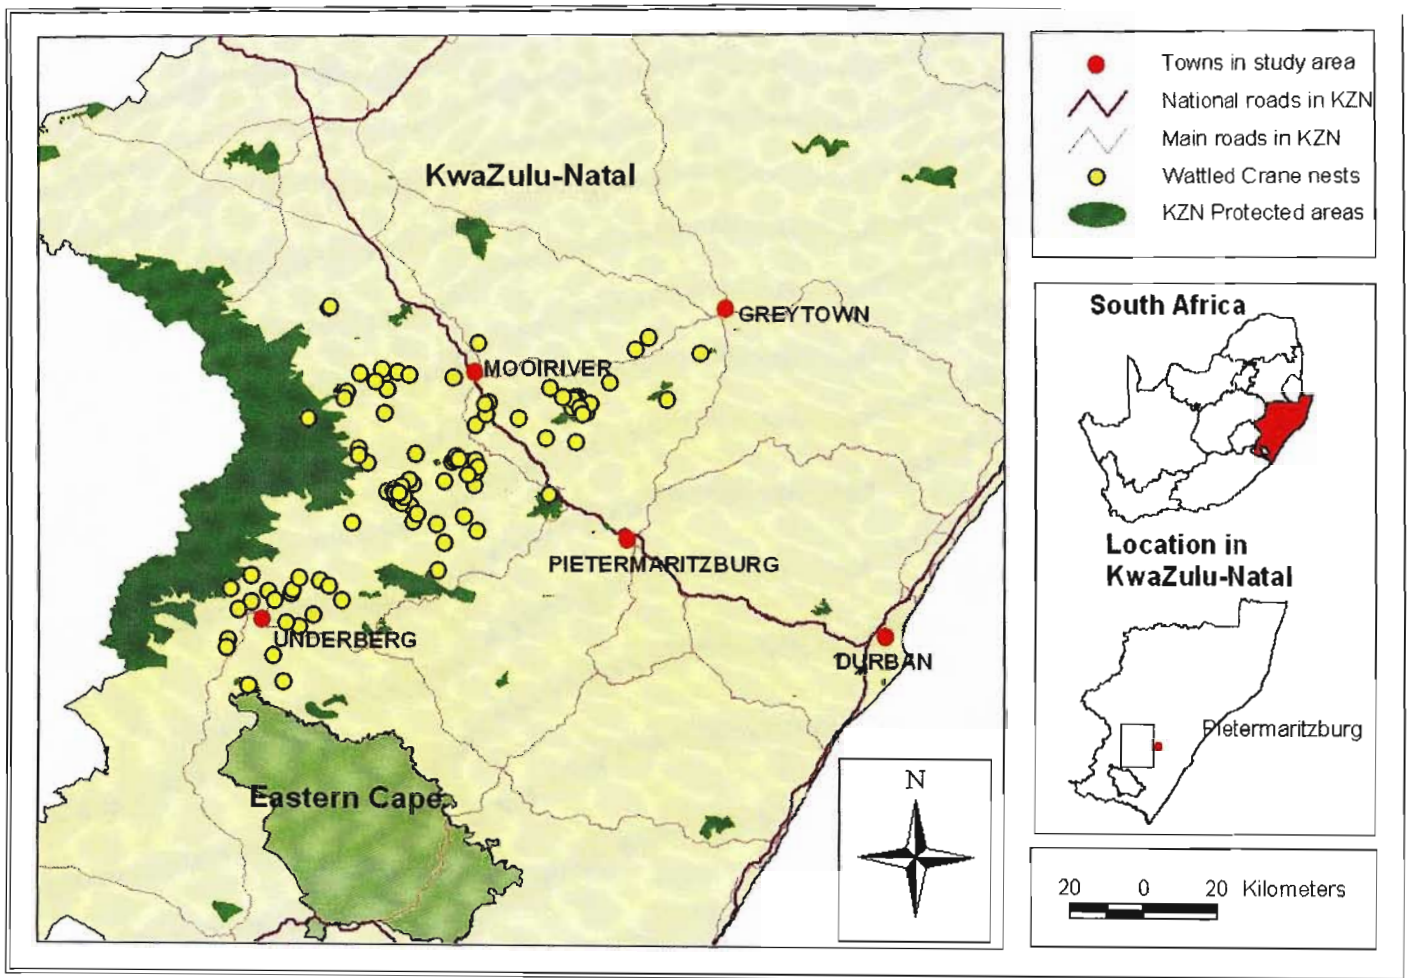 KwaZulu-Natal
GREYTOWN
MOOIRIVER
PIETERMARITZBURG
UNDERBERG
DURBAN
Eastern Cape
N
Towns in study area
National roads in KZN
Main roads in KZN
Wattled Crane nests
KZN Protected areas
South Africa
Location in
KwaZulu-Natal
Pietermaritzburg
20 0 20 Kilometers